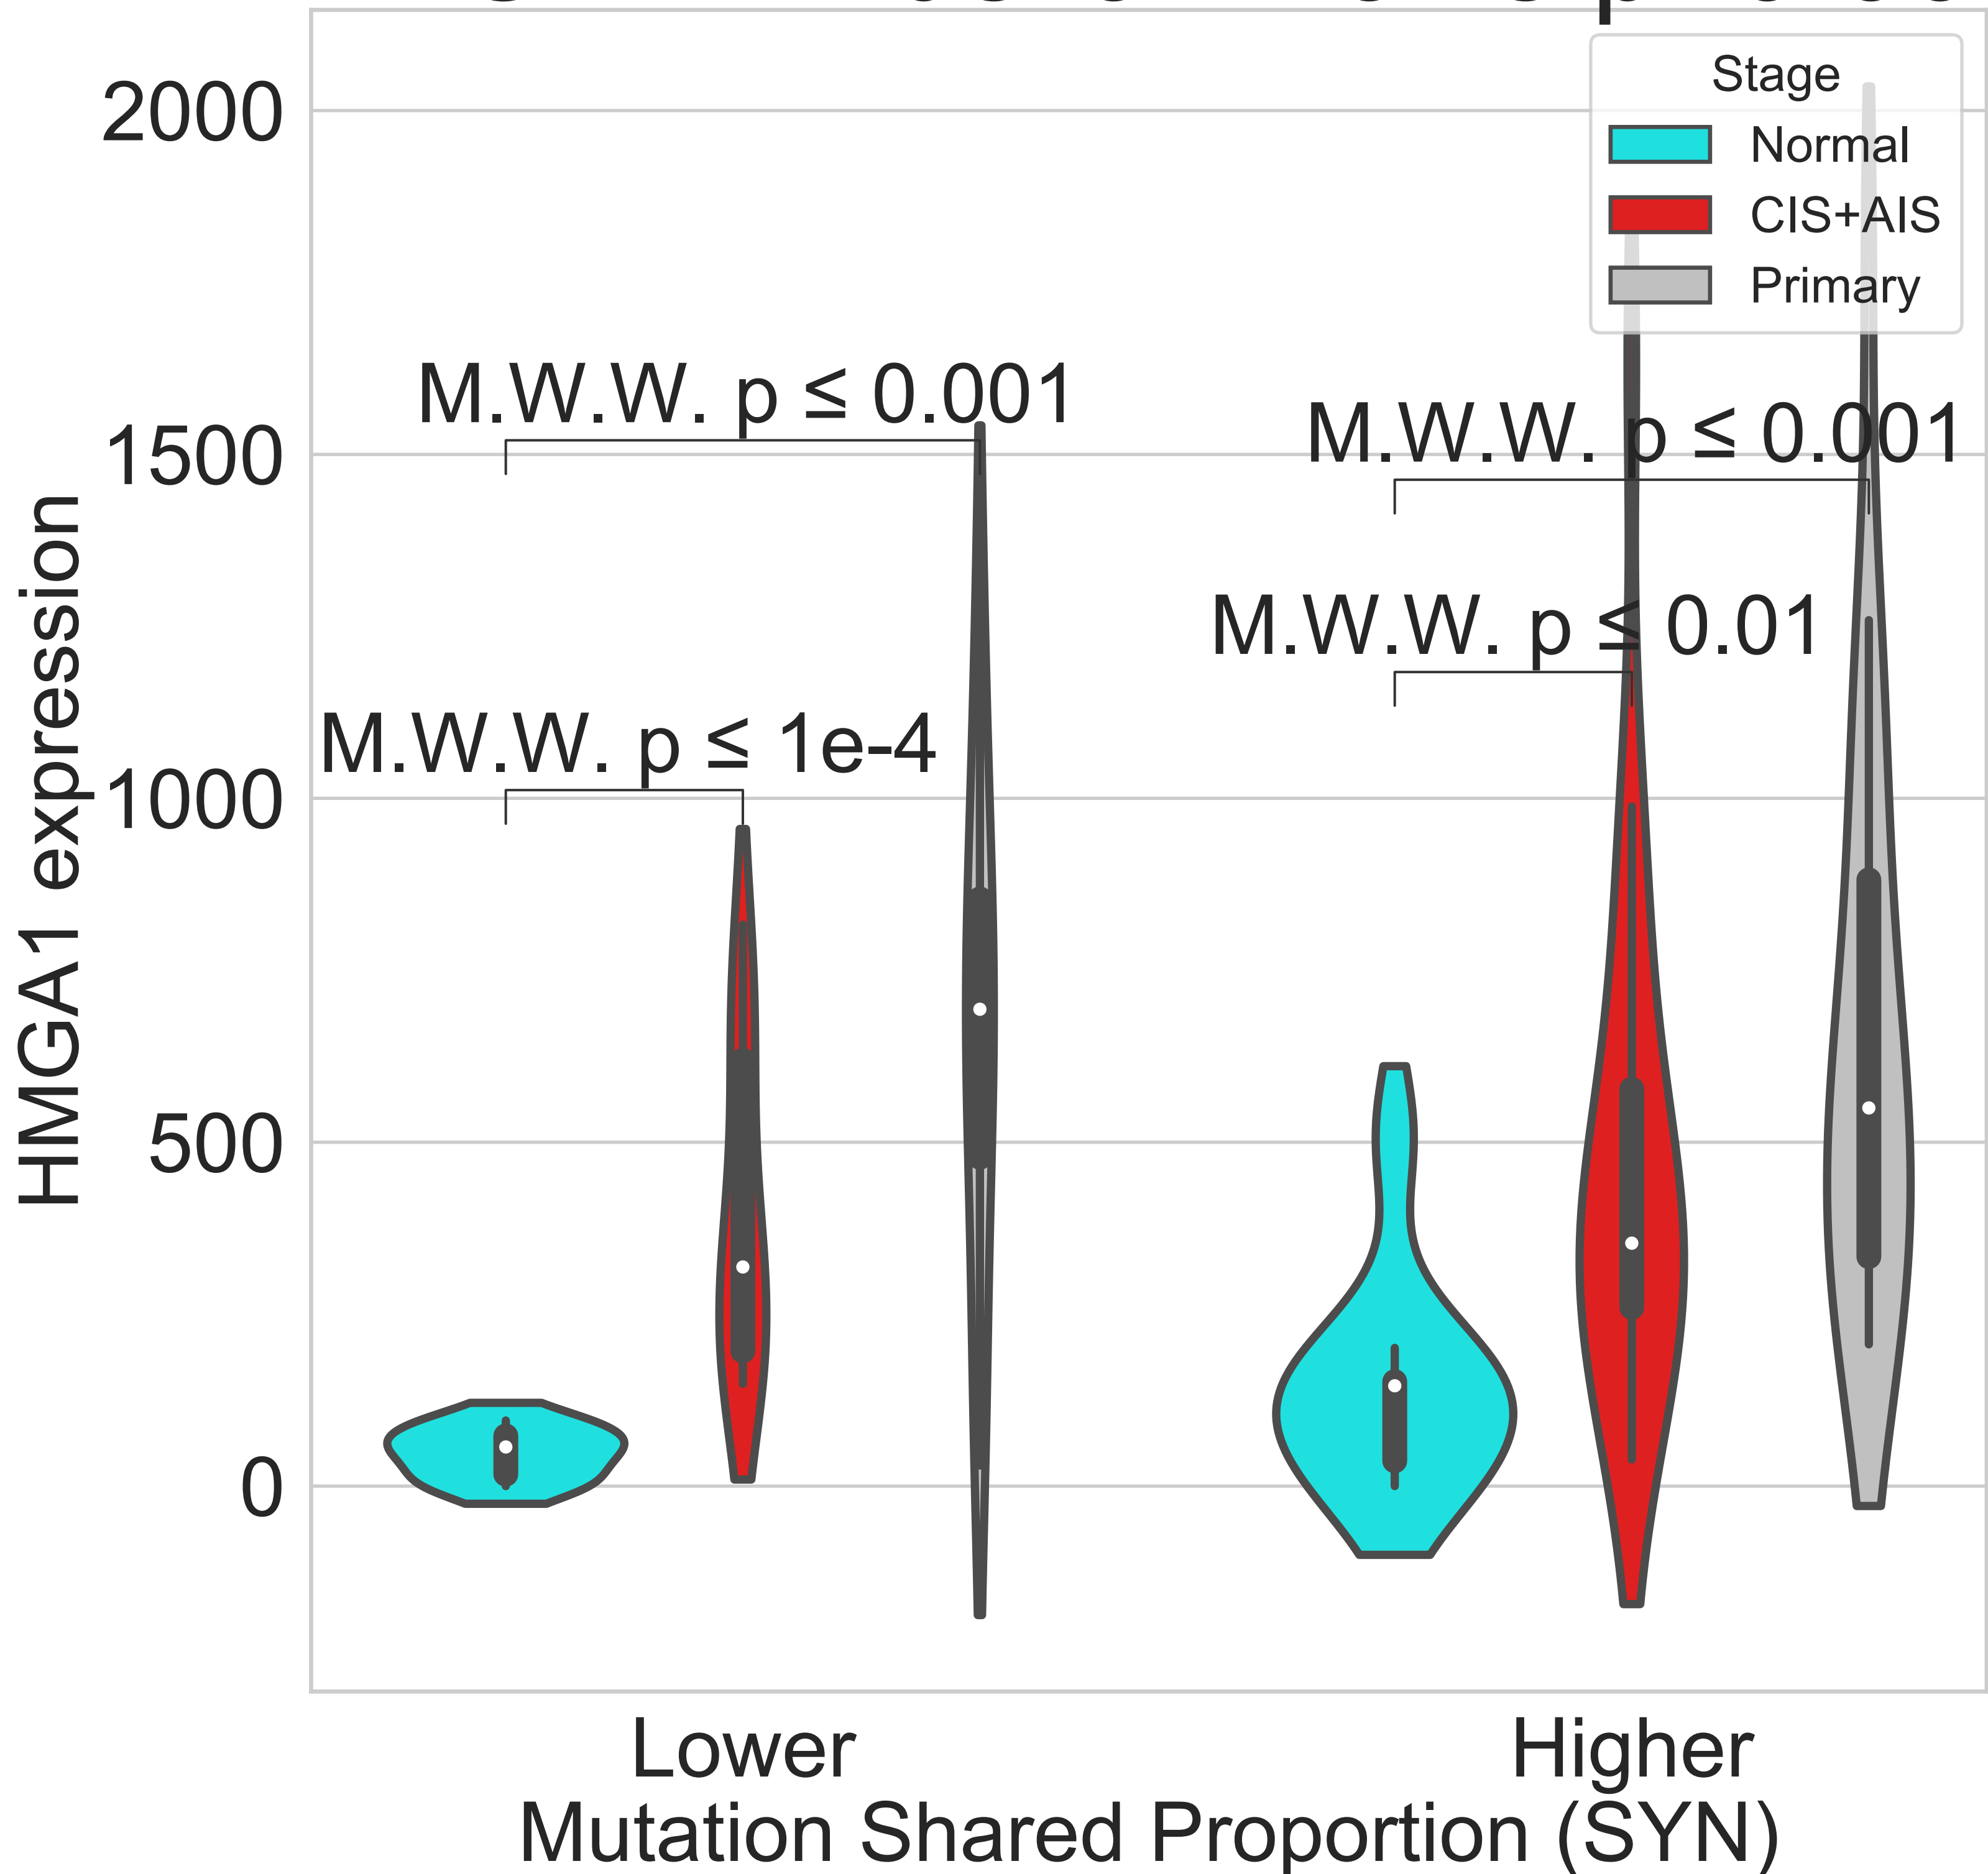 Stage
Normal
CIS+AIS
Primary
2000
1500
1000
500
0
HMGA1 expression
M.W.W. p ≤ 0.001
M.W.W. p ≤ 0.001
M.W.W. p ≤ 0.01
M.W.W. p ≤ 1e-4
Lower
Higher
Mutation Shared Proportion (SYN)